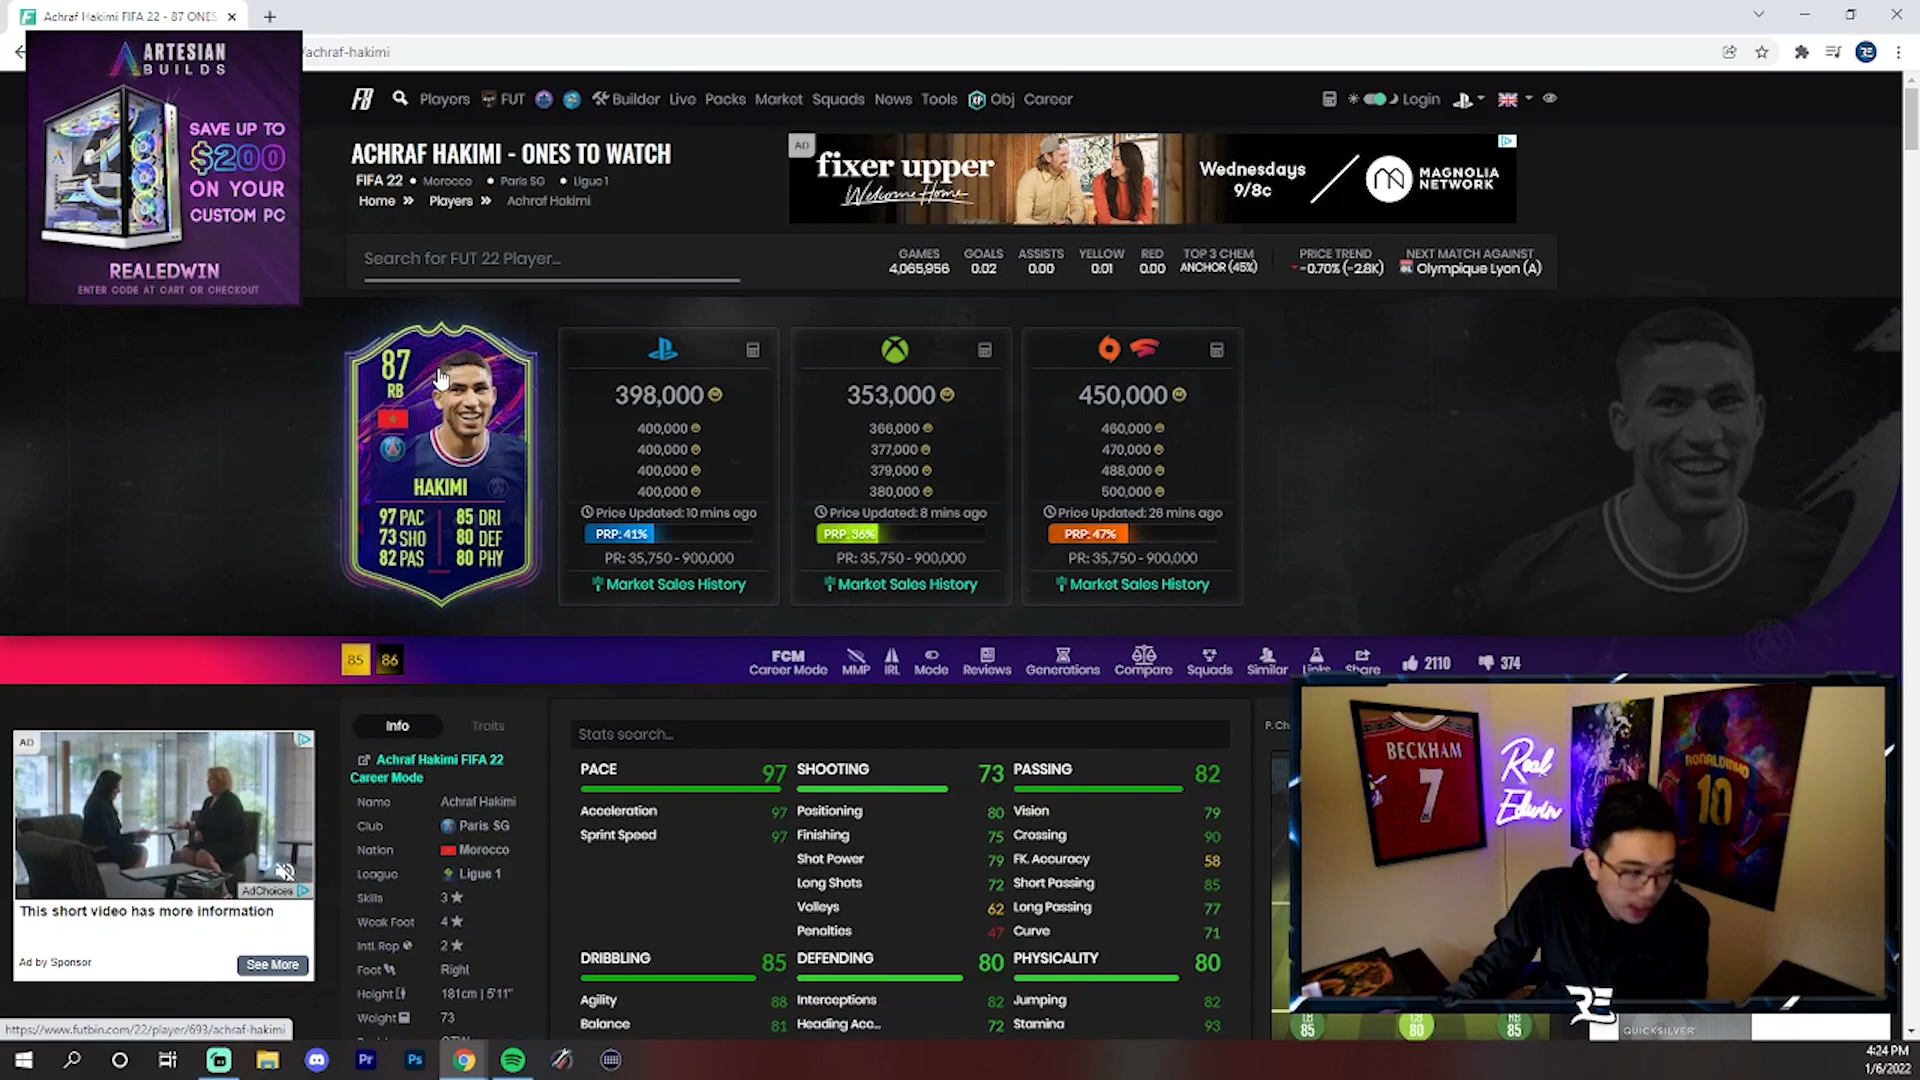 Achraf Hakimi FIFA 22 - 87 ONES
/achraf-hakimi
ARTESIAN
BUILDS
SAVE UP TO
$200
ON YOUR
CUSTOM PC
REALEDWIN
ENTER CODE AT CART OR CHECKOUT
Players FUT Builder Live Packs Market Squads News Tools Obj Career Login
ACHRAF HAKIMI - ONES TO WATCH
FIFA 22 • Morocco • Paris SG • Ligue 1
Home » Players » Achraf Hakimi
AD
fixer upper
Welcome Home
Wednesdays
9/8c
MAGNOLIA
NETWORK
Search for FUT 22 Player...
GAMES GOALS ASSISTS YELLOW RED TOP 3 CHEM PRICE TREND NEXT MATCH AGAINST
4,065,956 0.02 0.00 0.01 0.00 ANCHOR (45%) -0.70% (-2.8K) Olympique Lyon (A)
87
RB
HAKIMI
97 PAC 85 DRI
73 SHO 80 DEF
82 PAS 80 PHY
398,000
400,000
400,000
400,000
400,000
Price Updated: 10 mins ago
PRP: 41%
PR: 35,750 - 900,000
Market Sales History
353,000
366,000
377,000
379,000
380,000
Price Updated: 8 mins ago
PRP: 36%
PR: 35,750 - 900,000
Market Sales History
450,000
460,000
470,000
488,000
500,000
Price Updated: 28 mins ago
PRP: 47%
PR: 35,750 - 900,000
Market Sales History
85 86
FCM
Career Mode MMP IRL Mode Reviews Generations Compare Squads Similar Links Share 2110 374
AD
AdChoices
This short video has more information
Ad by Sponsor
See More
Info Traits
Achraf Hakimi FIFA 22
Career Mode
Name Achraf Hakimi
Club Paris SG
Nation Morocco
League Ligue 1
Skills 3
Weak Foot 4
Intl. Rep 2
Foot Right
Height 181cm | 5'11"
Weight 73
Stats search...
PACE 97
Acceleration 97
Sprint Speed 97
SHOOTING 73
Positioning 80
Finishing 75
Shot Power 79
Long Shots 72
Volleys 62
Penalties 47
PASSING 82
Vision 79
Crossing 90
FK. Accuracy 58
Short Passing 85
Long Passing 77
Curve 71
DRIBBLING 85
Agility 88
Balance 81
DEFENDING 80
Interceptions 82
Heading Acc... 72
PHYSICALITY 80
Jumping 82
Stamina 93
P. Ch
BECKHAM
7
Real
Edwin
RONALDINHO
10
RE
85
CB
80
RB
85
QUICKSILVER
https://www.futbin.com/22/player/693/achraf-hakimi
4:24 PM
1/6/2022